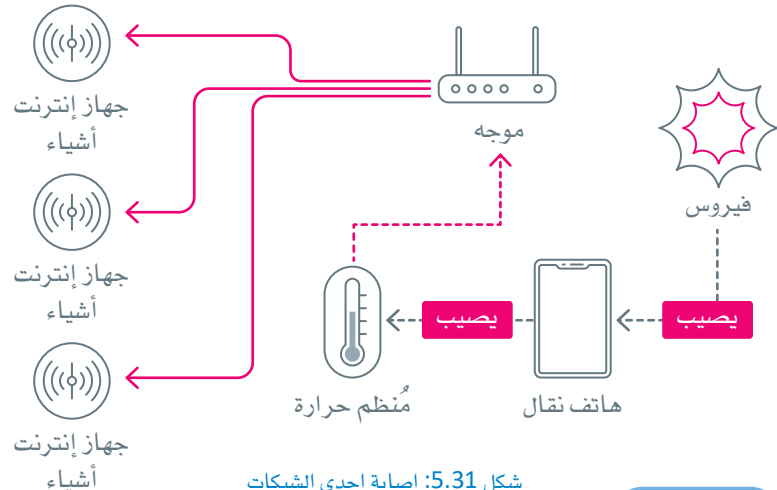 موجه
فيروس
يصيب
يصيب
هاتف نقال
مُنظم حرارة
جهاز إنترنت
أشياء
جهاز إنترنت
أشياء
جهاز إنترنت
أشياء
شكل 5.31: إصابة إحدى الشبكات